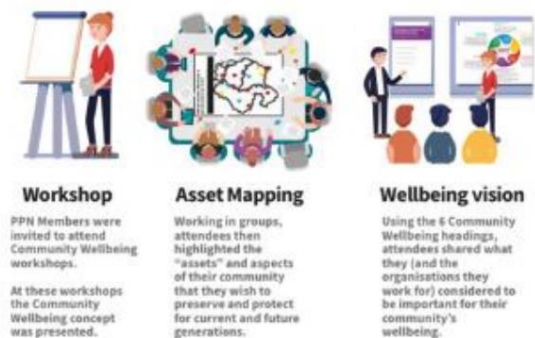 Workshop
PPN Members were
invited to attend
Community Wellbeing
workshops.
At these workshops
the Community
Wellbeing concept
was presented.
Asset Mapping
Working in groups,
attendees then
highlighted the
“assets” and aspects
of their community
that they wish to
preserve and protect
for current and future
generations.
Wellbeing vision
Using the 6 Community
Wellbeing headings,
attendees shared what
they (and the
organisations they
work for) considered to
be important for their
community's
wellbeing.